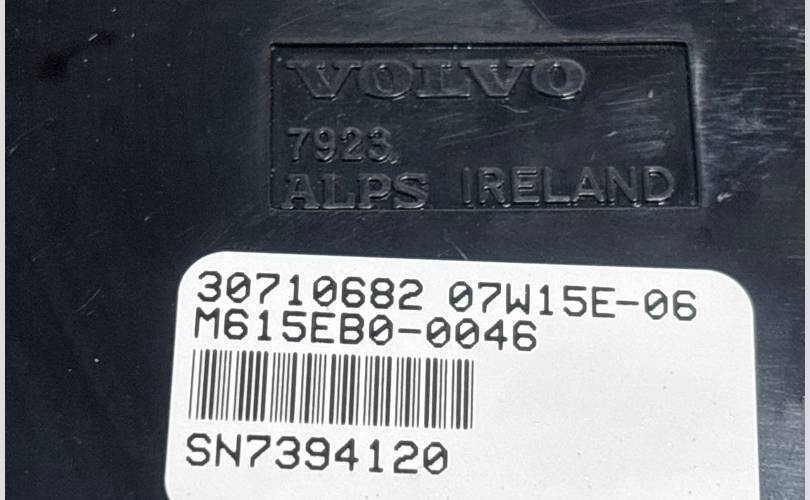 VOLVO
7923
ALPS IRELAND
30710682 07W15E-06
M615EB0-0046
SN7394120